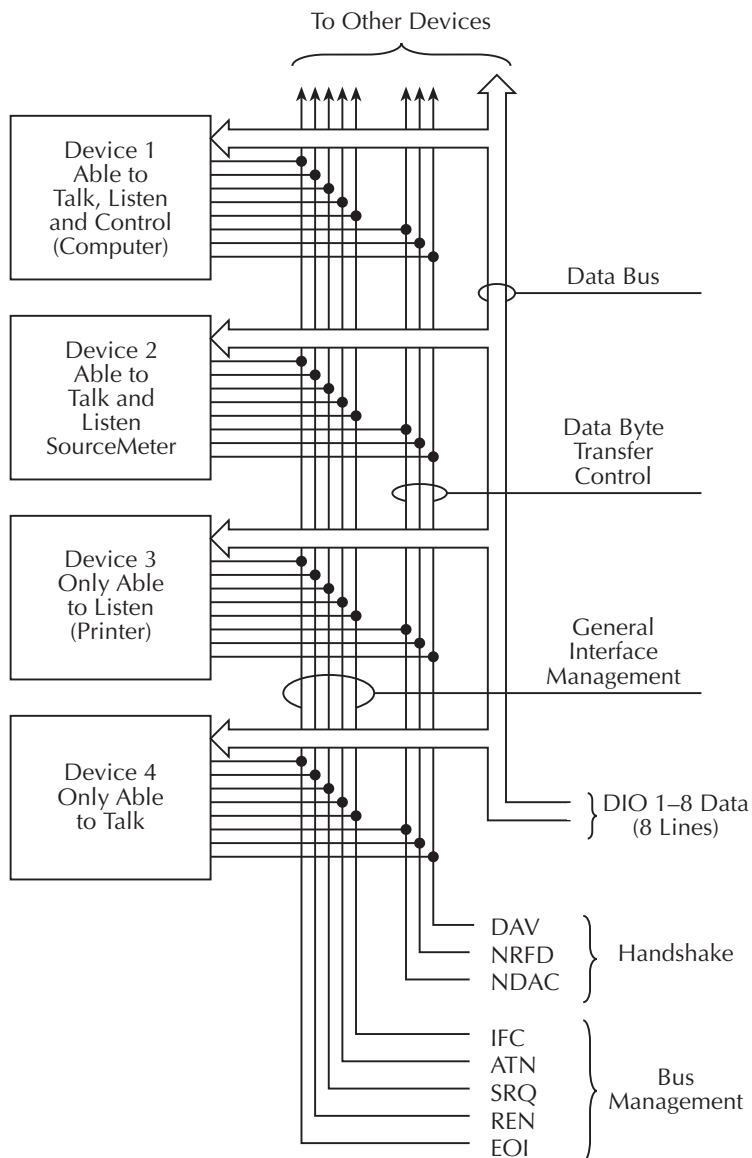 To Other Devices
Device 1
Able to
Talk, Listen
and Control
(Computer)
Data Bus
Device 2
Able to
Talk and
Listen
SourceMeter
Data Byte
Transfer
Control
Device 3
Only Able
to Listen
(Printer)
General
Interface
Management
Device 4
Only Able
to Talk
DIO 1–8 Data
(8 Lines)
DAV
NRFD
NDAC
Handshake
IFC
ATN
SRQ
REN
EOI
Bus
Management